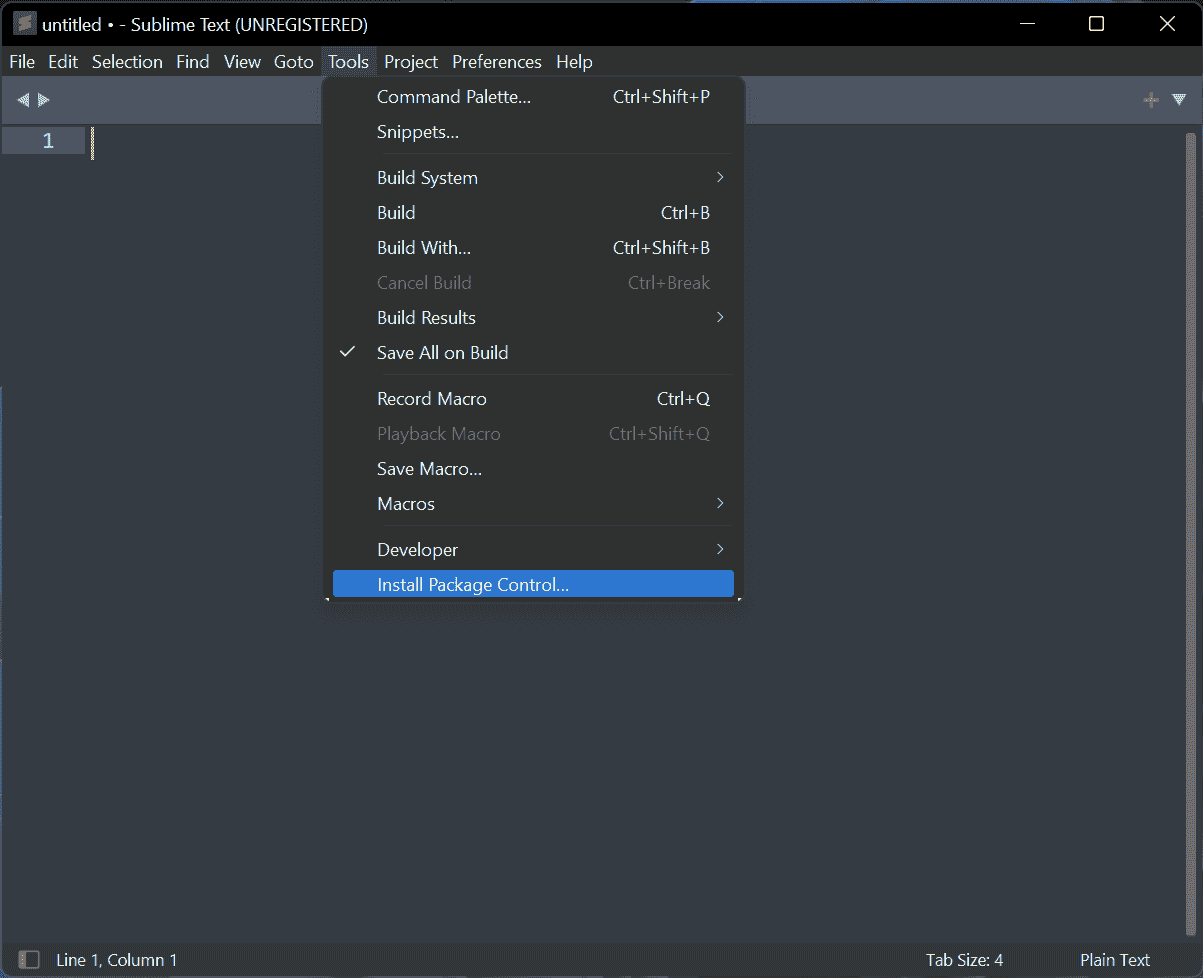 untitled • - Sublime Text (UNREGISTERED)
File Edit Selection Find View Goto Tools Project Preferences Help
Command Palette... Ctrl+Shift+P
Snippets...
Build System
Build Ctrl+B
Build With... Ctrl+Shift+B
Cancel Build Ctrl+Break
Build Results
Save All on Build
Record Macro Ctrl+Q
Playback Macro Ctrl+Shift+Q
Save Macro...
Macros
Developer
Install Package Control...
1
Line 1, Column 1 Tab Size: 4 Plain Text